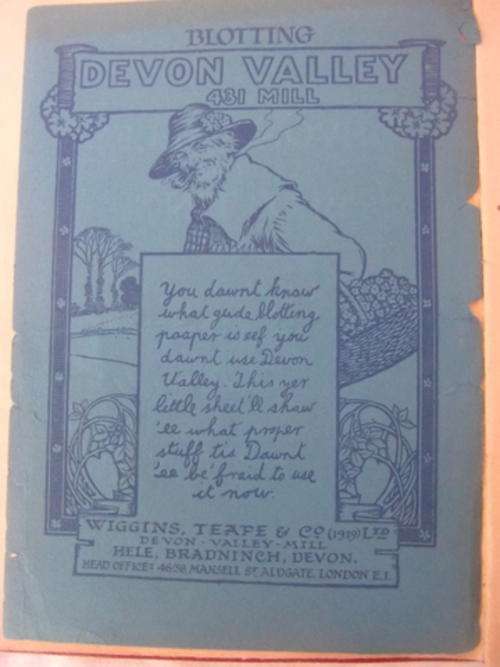 BLOTTING
DEVON VALLEY
431 MILL
You dawnt knaw
what gude blotting
paaper is eef you
dawnt use Devon
Valley. This yer
little sheet'll shaw
'ee what proper
stuff tis Dawnt
'ee be'fraid to use
it now.
WIGGINS, TEAPE & CO (1919) LTD
DEVON - VALLEY - MILL
HELE, BRADNINCH, DEVON.
HEAD OFFICE: 46-58, MANSELL ST. ALDGATE, LONDON E.1.